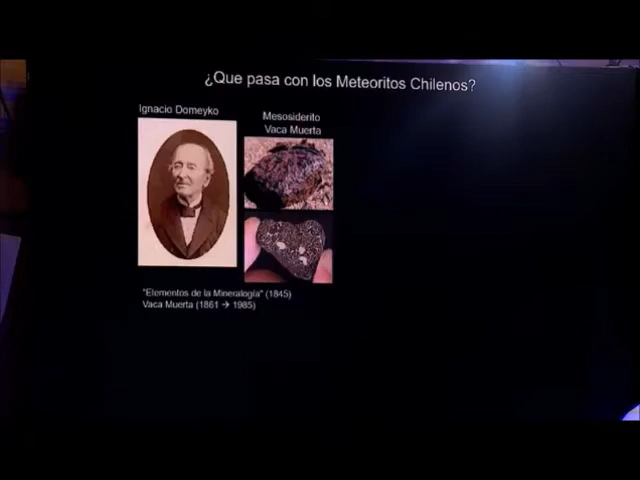 ¿Que pasa con los Meteoritos Chilenos?
Ignacio Domeyko
Mesosiderito
Vaca Muerta
"Elementos de la Mineralogía" (1845)
Vaca Muerta (1861 → 1985)